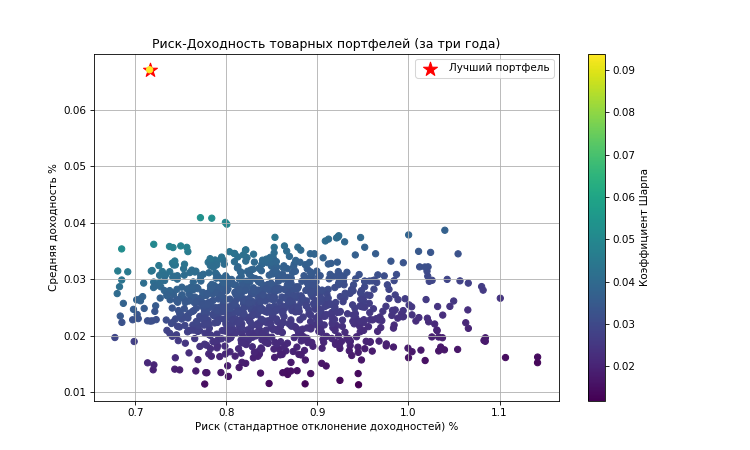 Риск-Доходность товарных портфелей (за три года)
Лучший портфель
Средняя доходность %
0.06
0.05
0.04
0.03
0.02
0.01
0.7 0.8 0.9 1.0 1.1
Риск (стандартное отклонение доходностей) %
0.09
0.08
0.07
0.06
0.05
0.04
0.03
0.02
Коэффициент Шарпа